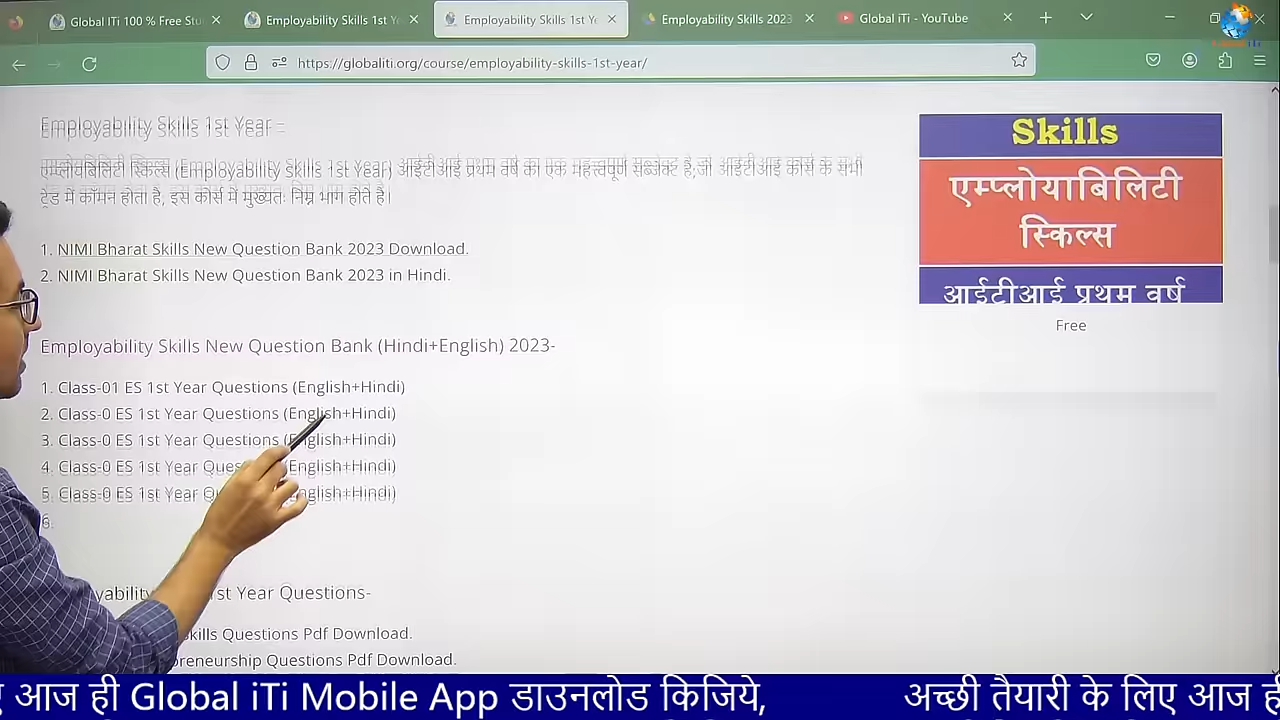 Global ITI 100 % Free Stu
Employability Skills 1st Ye
Employability Skills 1st Ye
Employability Skills 2023
Global iTi - YouTube
https://globaliti.org/course/employability-skills-1st-year/
Employability Skills 1st Year –
एम्प्लोयबिलिटी स्किल्स (Employability Skills 1st Year) आईटीआई प्रथम वर्ष का एक महत्त्वपूर्ण सब्जेक्ट है,जो आईटीआई कोर्स के सभी
ट्रेड में कॉमन होता है, इस कोर्स में मुख्यतः निम्न भाग होते है।
1. NIMI Bharat Skills New Question Bank 2023 Download.
2. NIMI Bharat Skills New Question Bank 2023 in Hindi.
Employability Skills New Question Bank (Hindi+English) 2023-
1. Class-01 ES 1st Year Questions (English+Hindi)
2. Class-0 ES 1st Year Questions (English+Hindi)
3. Class-0 ES 1st Year Questions (English+Hindi)
4. Class-0 ES 1st Year Ques (English+Hindi)
5. Class-0 ES 1st Year Qu nglish+Hindi)
6.
yability rst Year Questions-
kills Questions Pdf Download.
preneurship Questions Pdf Download.
Skills
एम्प्लोयाबिलिटी
स्किल्स
आईटीआई प्रथम वर्ष
Free
आज ही Global iTi Mobile App डाउनलोड किजिये,
अच्छी तैयारी के लिए आज ही